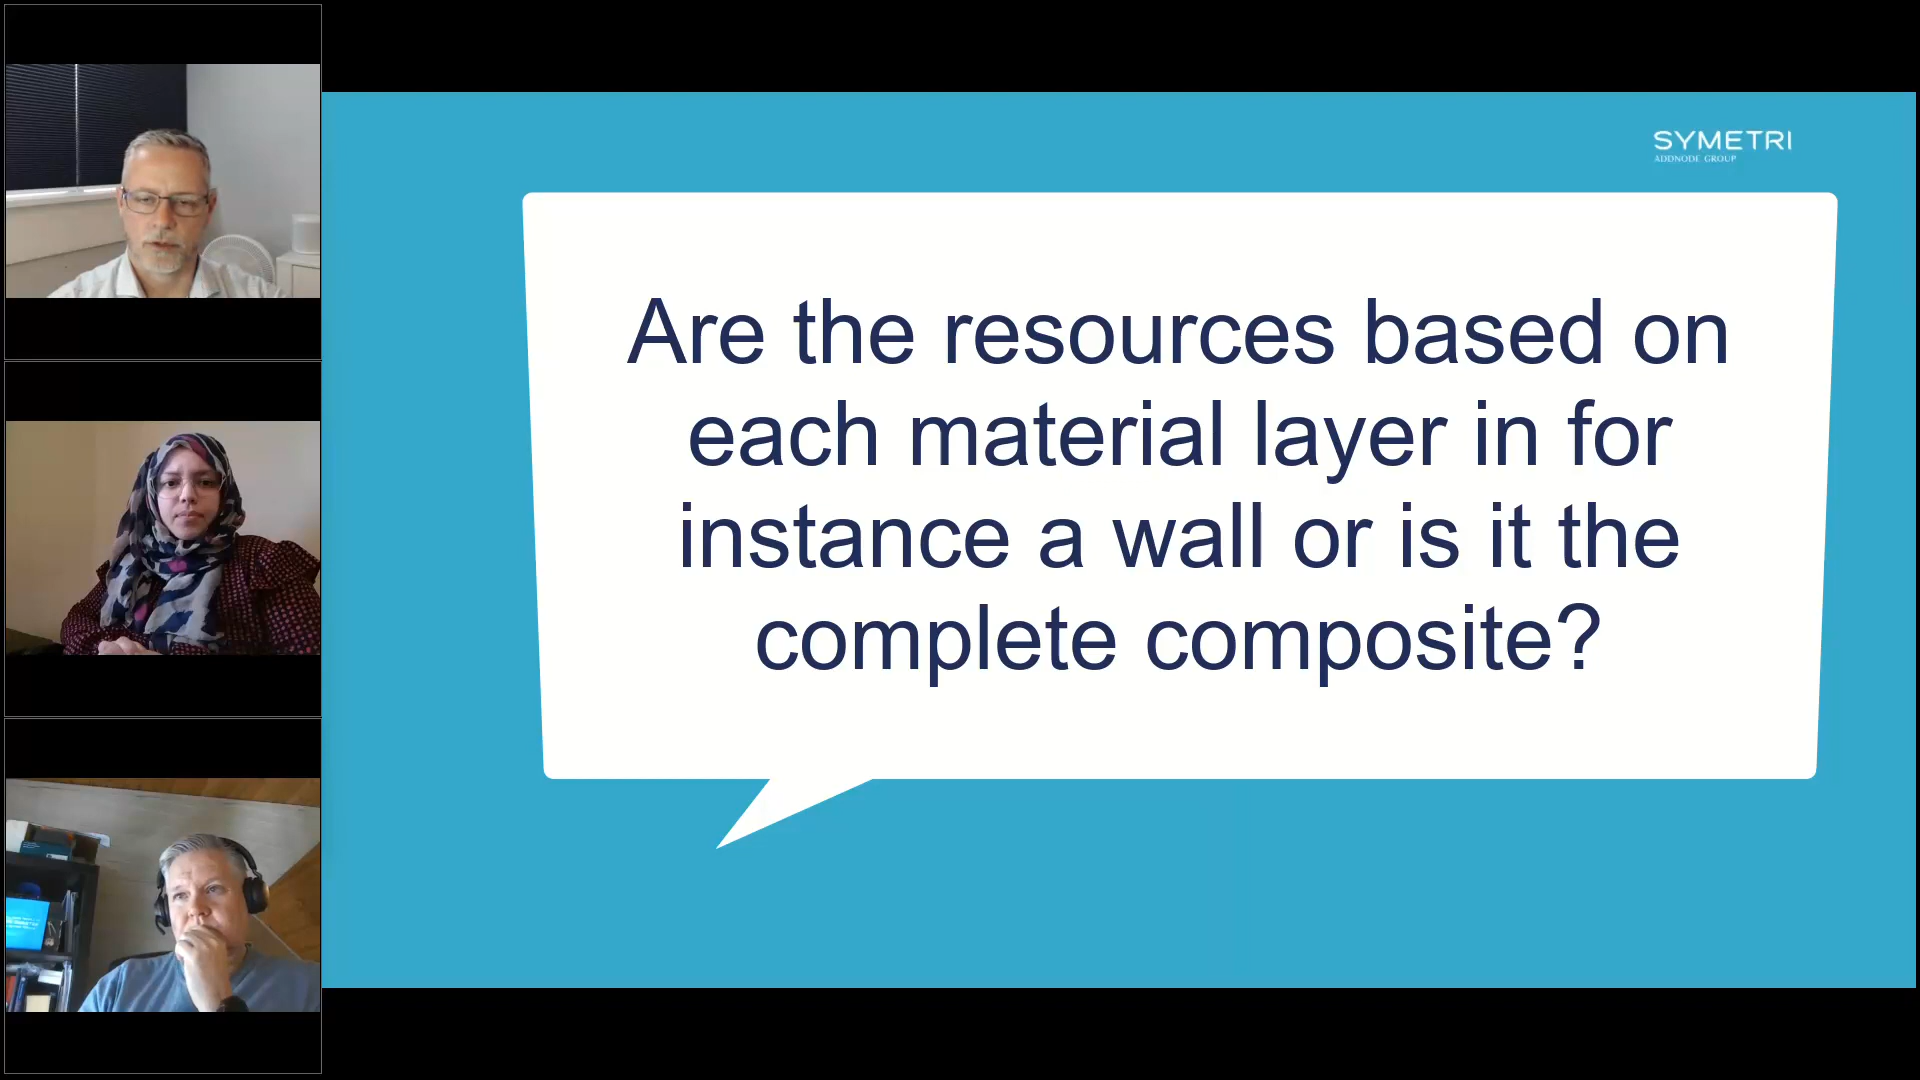 SYMETRI
ADDNODE GROUP
Are the resources based on
each material layer in for
instance a wall or is it the
complete composite?